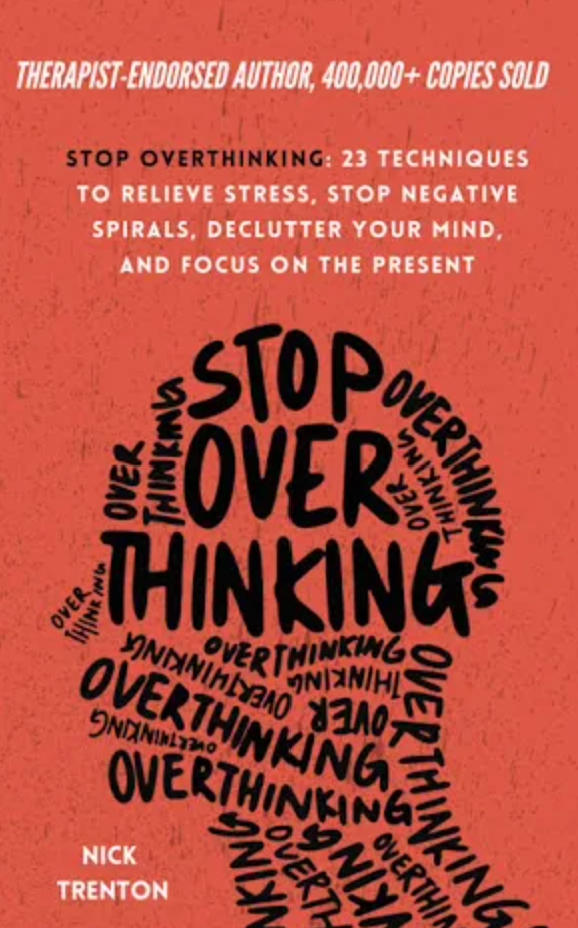 THERAPIST-ENDORSED AUTHOR, 400,000+ COPIES SOLD
STOP OVERTHINKING: 23 TECHNIQUES
TO RELIEVE STRESS, STOP NEGATIVE
SPIRALS, DECLUTTER YOUR MIND,
AND FOCUS ON THE PRESENT
STOP
OVER
THINKING
OVERTHINKING
OVER
THINKING
OVER
THINKING
OVER
THINKING
OVERTHINKING
OVERTHINKING
THINKING
OVER
OVERTHINKING
OVERTHINKING
OVERTHINKING
OVERTHINKING
NICK
TRENTON